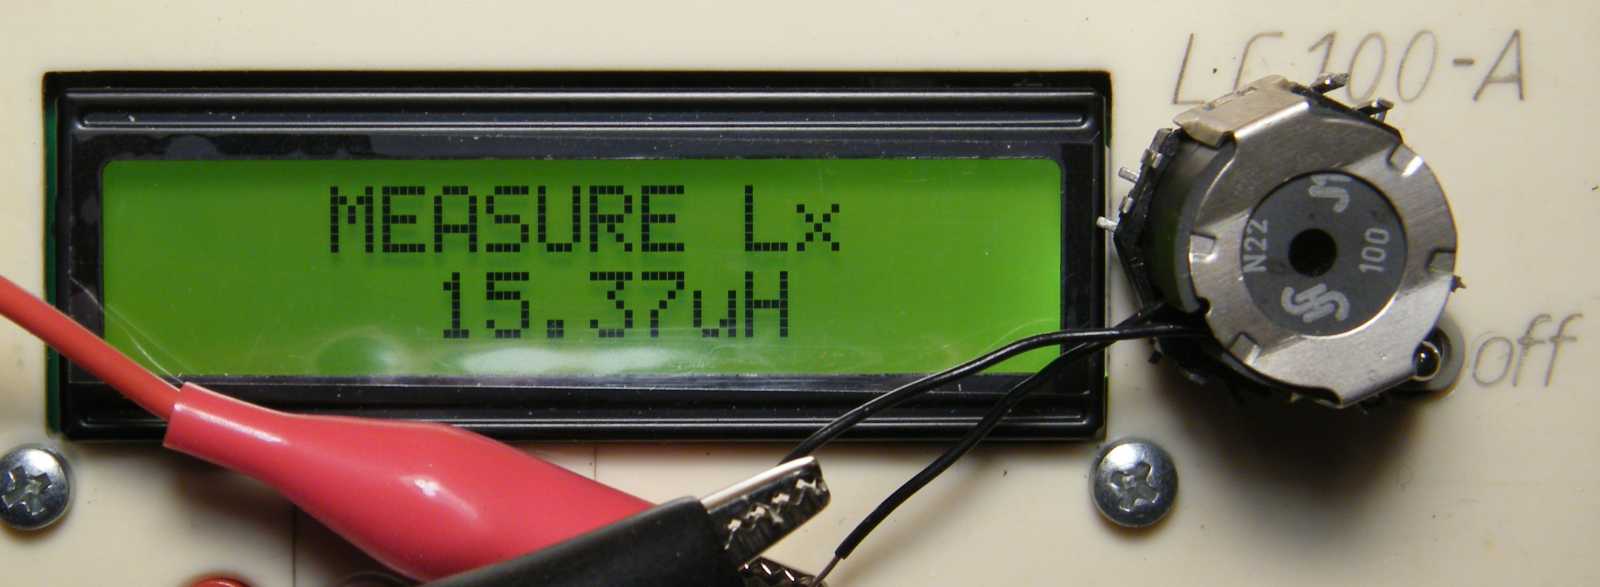 MEASURE Lx
15.37uH
LC100-A
N22
100
off